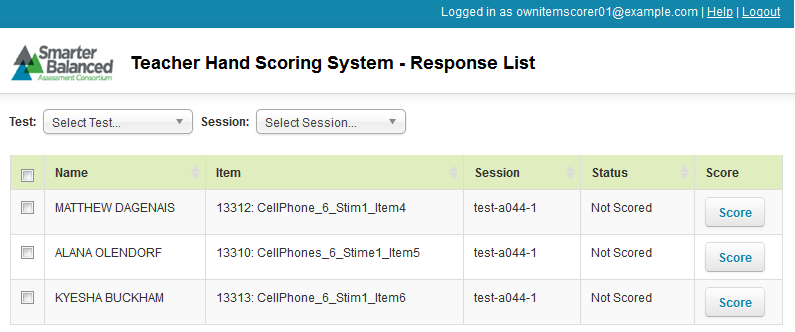 Logged in as ownitemscorer01@example.com | Help | Logout
Smarter
Balanced
Assessment Consortium
Teacher Hand Scoring System - Response List
Test: Select Test... Session: Select Session...
Name Item Session Status Score
MATTHEW DAGENAIS 13312: CellPhone_6_Stim1_Item4 test-a044-1 Not Scored Score
ALANA OLENDORF 13310: CellPhones_6_Stime1_Item5 test-a044-1 Not Scored Score
KYESHA BUCKHAM 13313: CellPhone_6_Stim1_Item6 test-a044-1 Not Scored Score